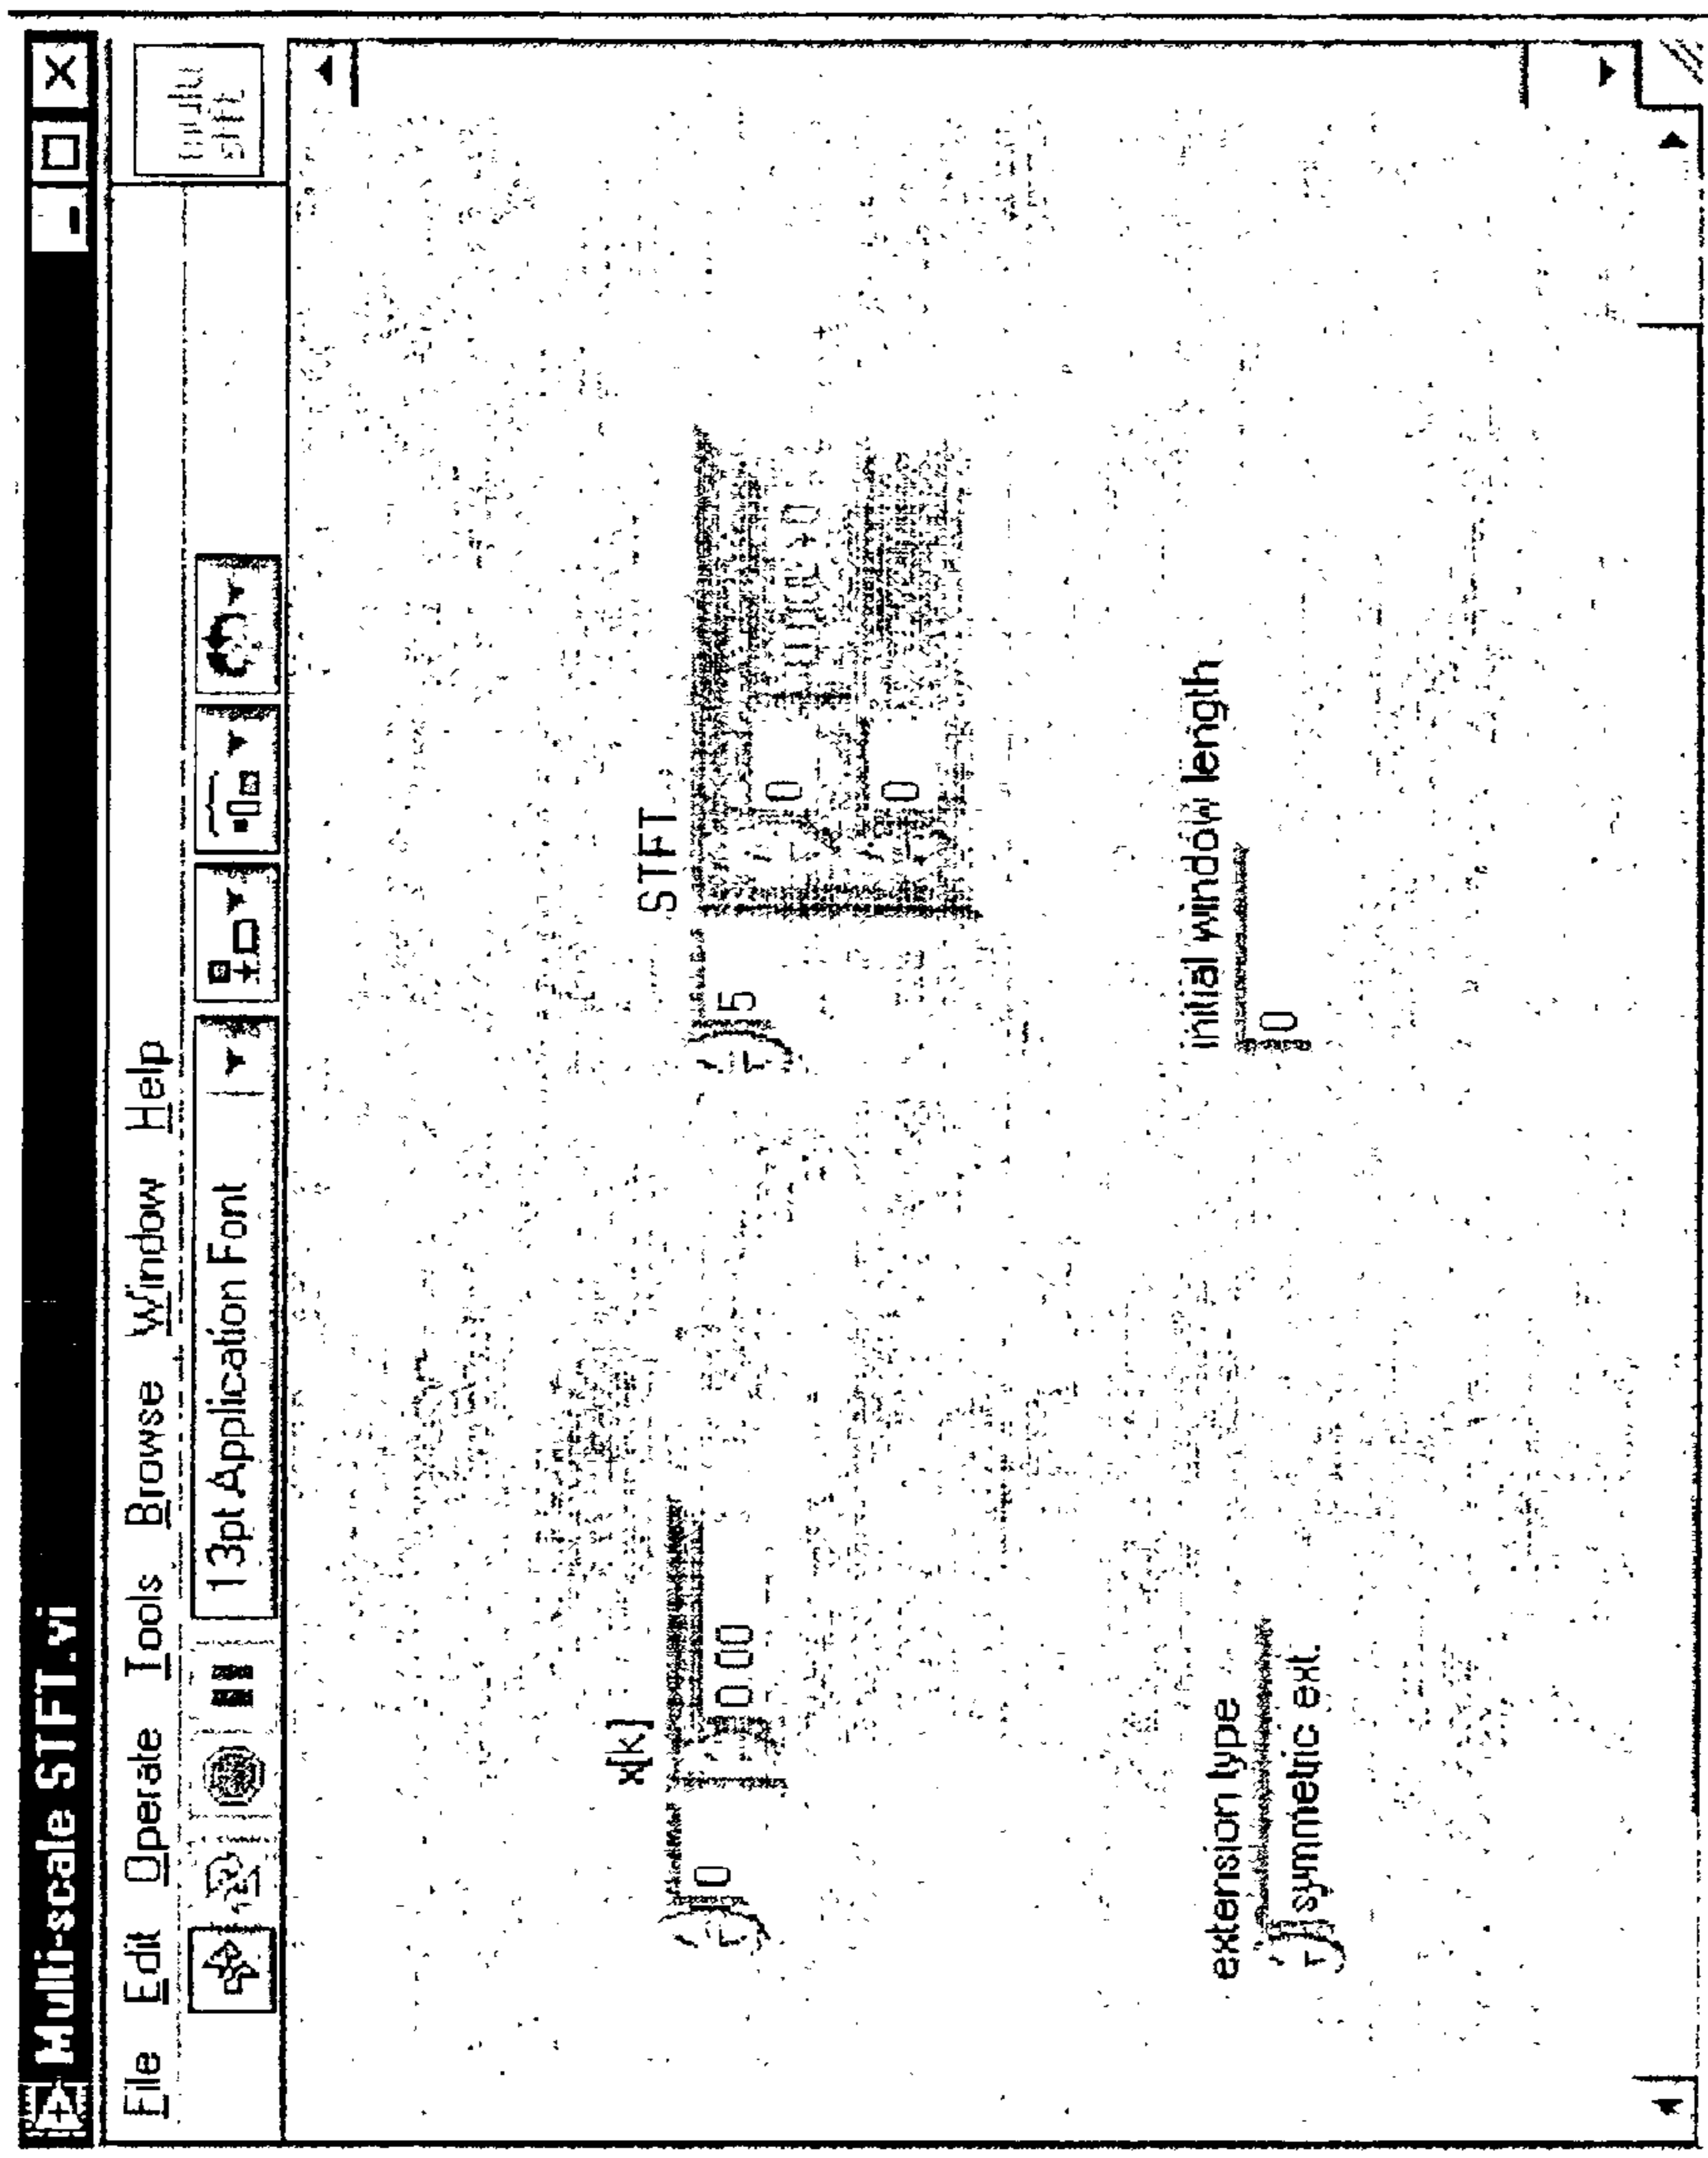 Multi-scale STFT.vi
File Edit Operate Tools Browse Window Help
13pt Application Font
x[k]
0
0.00
STFT
5
0
+0
0
extension type
symmetric ext.
initial window length
0